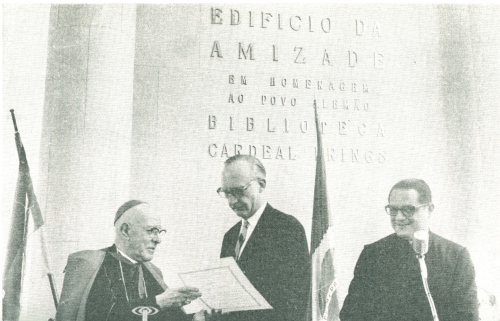 EDIFICIO DA
AMIZADE
EM HOMENAGEM
AO POVO ALEMÃO
BIBLIOTECA
CARDEAL FRINGS